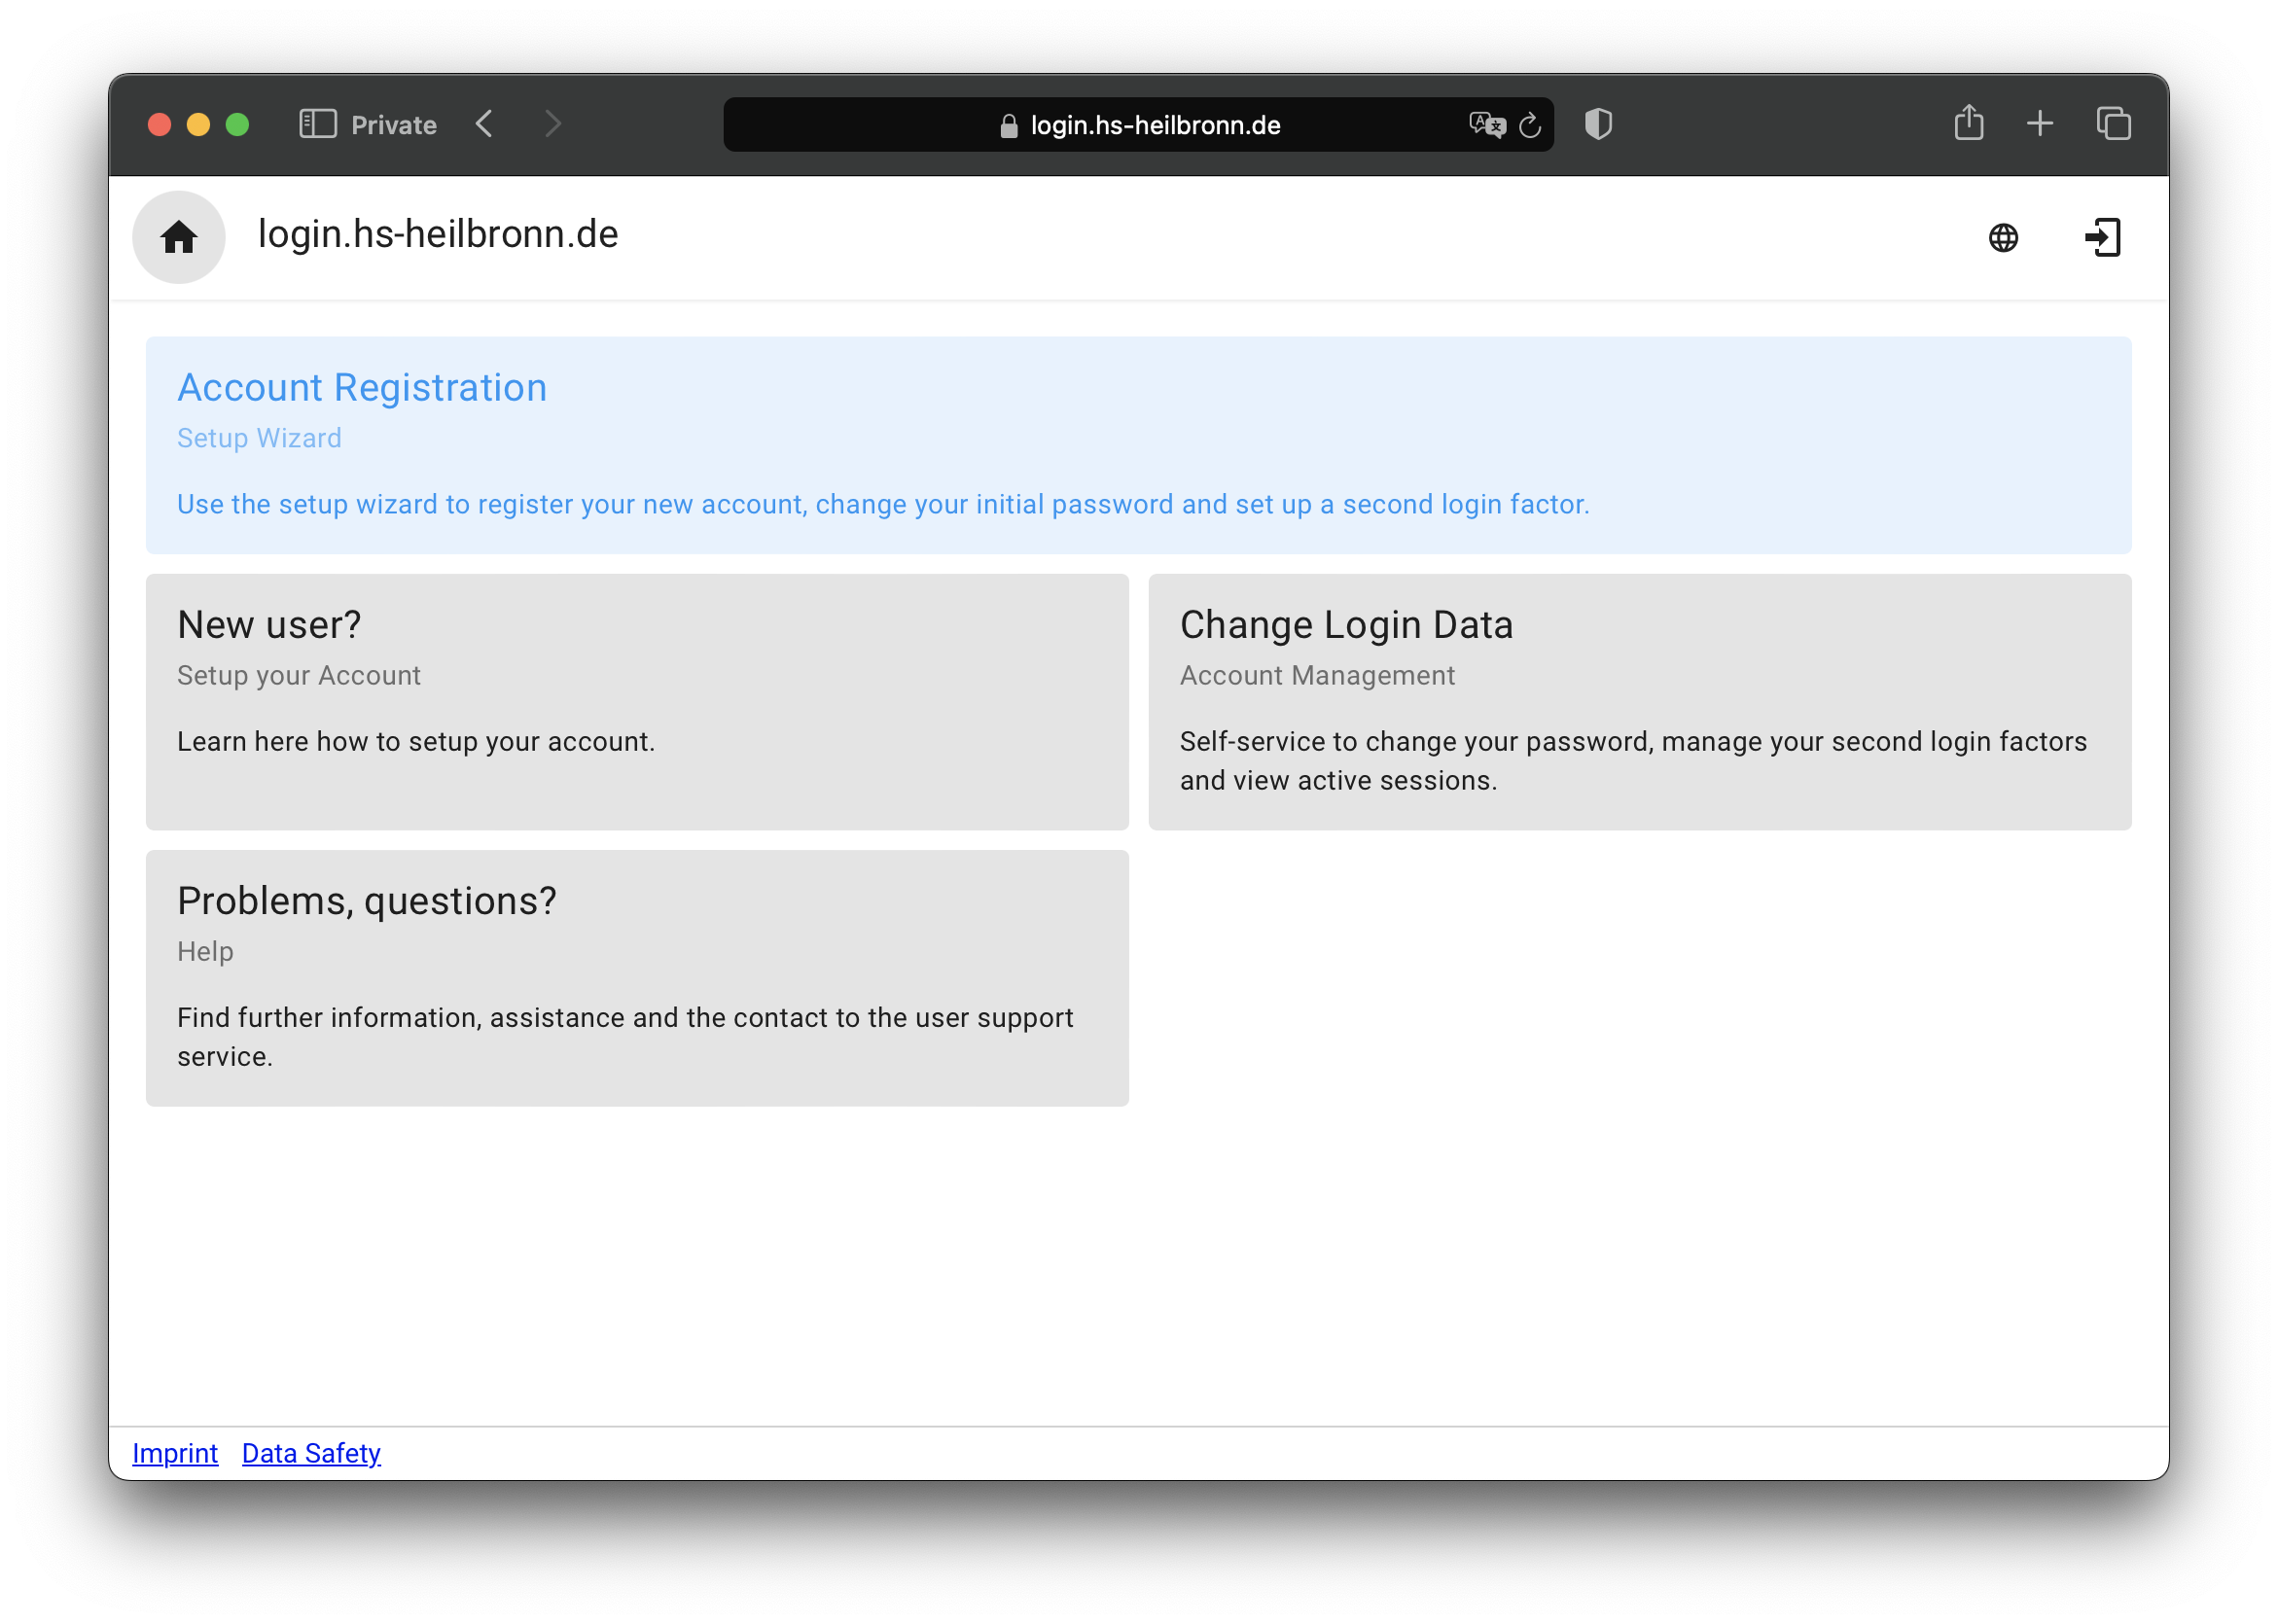 Private
login.hs-heilbronn.de
login.hs-heilbronn.de
Account Registration
Setup Wizard
Use the setup wizard to register your new account, change your initial password and set up a second login factor.
New user?
Setup your Account
Learn here how to setup your account.
Change Login Data
Account Management
Self-service to change your password, manage your second login factors
and view active sessions.
Problems, questions?
Help
Find further information, assistance and the contact to the user support
service.
Imprint Data Safety